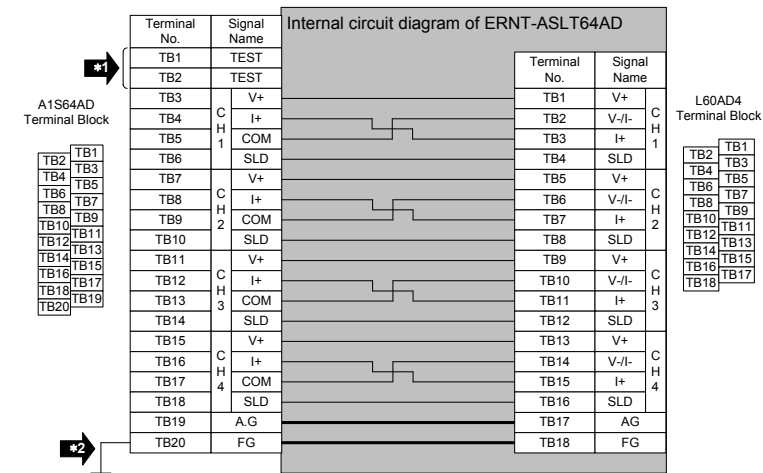 Internal circuit diagram of ERNT-ASLT64AD
Terminal No. Signal Name
TB1 TEST
TB2 TEST
TB3 V+
TB4 I+
TB5 COM
TB6 SLD
CH1
TB7 V+
TB8 I+
TB9 COM
TB10 SLD
CH2
TB11 V+
TB12 I+
TB13 COM
TB14 SLD
CH3
TB15 V+
TB16 I+
TB17 COM
TB18 SLD
CH4
TB19 A.G
TB20 FG
*1
*2
A1S64AD
Terminal Block
TB1
TB2
TB3
TB4
TB5
TB6
TB7
TB8
TB9
TB10
TB11
TB12
TB13
TB14
TB15
TB16
TB17
TB18
TB19
TB20
Terminal No. Signal Name
TB1 V+
TB2 V-/I-
TB3 I+
TB4 SLD
CH1
TB5 V+
TB6 V-/I-
TB7 I+
TB8 SLD
CH2
TB9 V+
TB10 V-/I-
TB11 I+
TB12 SLD
CH3
TB13 V+
TB14 V-/I-
TB15 I+
TB16 SLD
CH4
TB17 AG
TB18 FG
L60AD4
Terminal Block
TB1
TB2
TB3
TB4
TB5
TB6
TB7
TB8
TB9
TB10
TB11
TB12
TB13
TB14
TB15
TB16
TB17
TB18